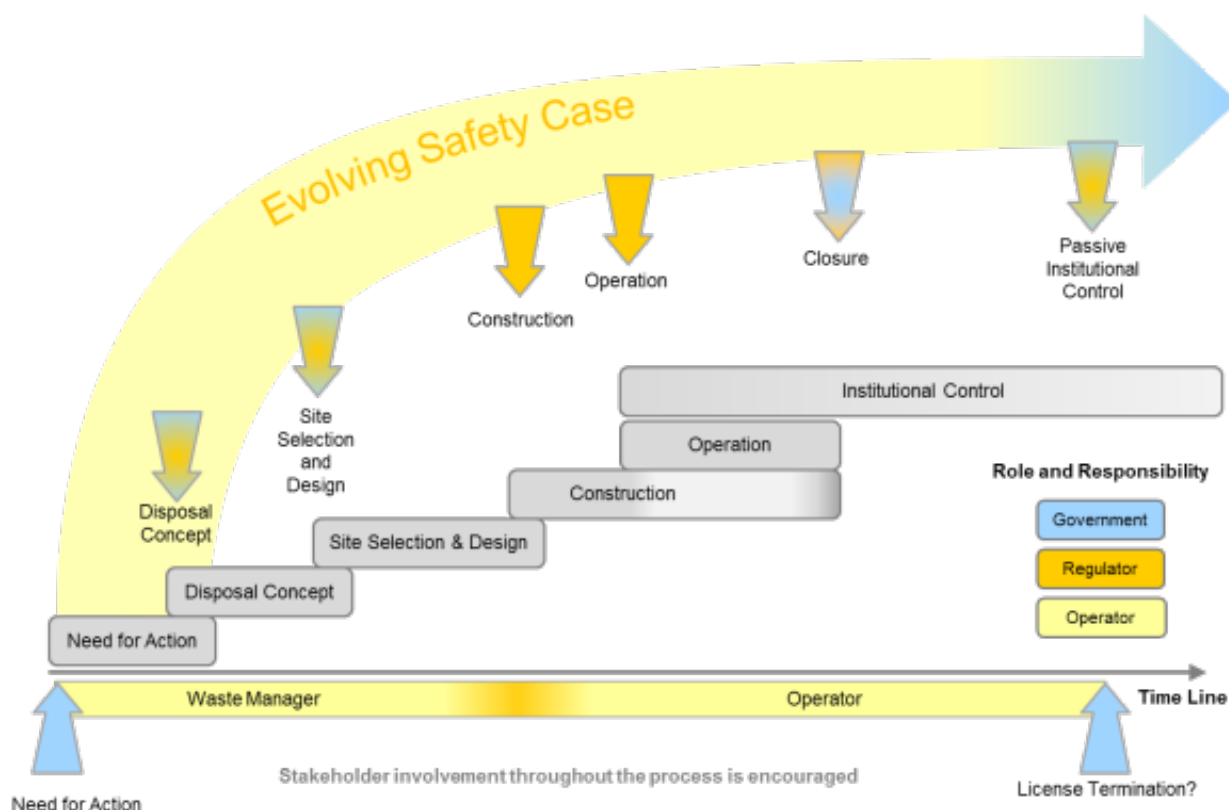 Evolving Safety Case
Disposal
Concept
Site
Selection
and
Design
Construction
Operation
Closure
Passive
Institutional
Control
Institutional Control
Operation
Construction
Site Selection & Design
Disposal Concept
Need for Action
Role and Responsibility
Government
Regulator
Operator
Waste Manager
Operator
Time Line
Stakeholder involvement throughout the process is encouraged
Need for Action
License Termination?